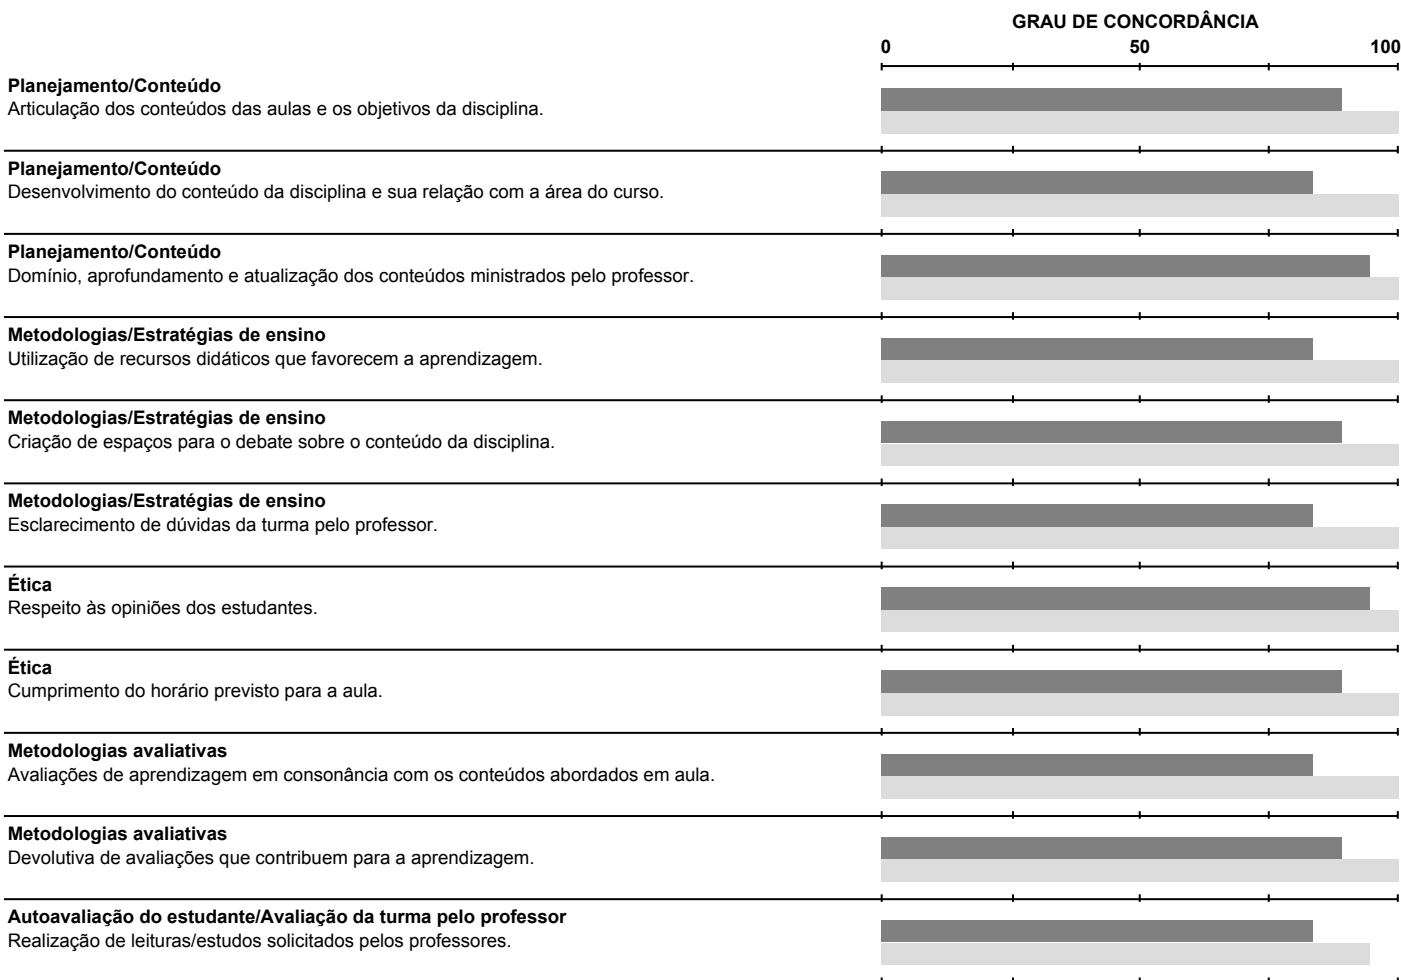 GRAU DE CONCORDÂNCIA
0 50 100
Planejamento/Conteúdo
Articulação dos conteúdos das aulas e os objetivos da disciplina.
Planejamento/Conteúdo
Desenvolvimento do conteúdo da disciplina e sua relação com a área do curso.
Planejamento/Conteúdo
Domínio, aprofundamento e atualização dos conteúdos ministrados pelo professor.
Metodologias/Estratégias de ensino
Utilização de recursos didáticos que favorecem a aprendizagem.
Metodologias/Estratégias de ensino
Criação de espaços para o debate sobre o conteúdo da disciplina.
Metodologias/Estratégias de ensino
Esclarecimento de dúvidas da turma pelo professor.
Ética
Respeito às opiniões dos estudantes.
Ética
Cumprimento do horário previsto para a aula.
Metodologias avaliativas
Avaliações de aprendizagem em consonância com os conteúdos abordados em aula.
Metodologias avaliativas
Devolutiva de avaliações que contribuem para a aprendizagem.
Autoavaliação do estudante/Avaliação da turma pelo professor
Realização de leituras/estudos solicitados pelos professores.